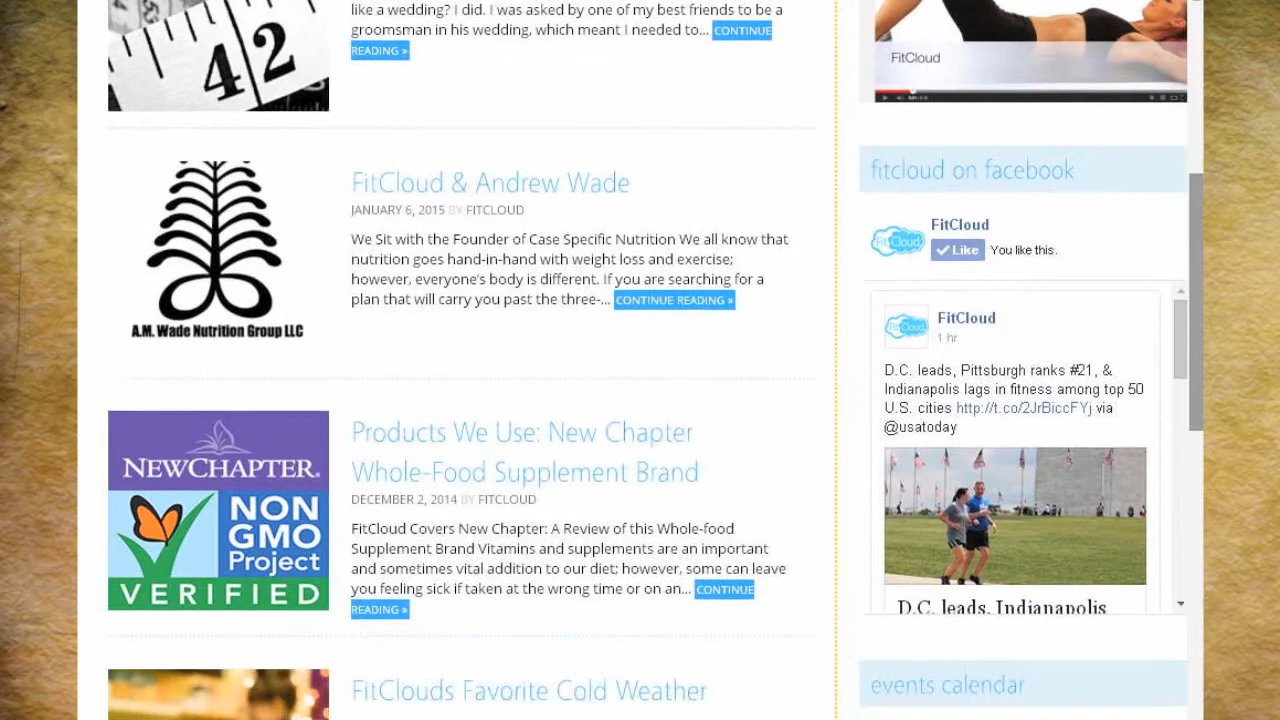 like a wedding? I did. I was asked by one of my best friends to be a
groomsman in his wedding, which meant I needed to... CONTINUE
READING »
42
FitCloud & Andrew Wade
JANUARY 6, 2015 BY FITCLOUD
We Sit with the Founder of Case Specific Nutrition We all know that
nutrition goes hand-in-hand with weight loss and exercise;
however, everyone's body is different. If you are searching for a
plan that will carry you past the three-... CONTINUE READING »
A.M. Wade Nutrition Group LLC
Products We Use: New Chapter
Whole-Food Supplement Brand
DECEMBER 2, 2014 BY FITCLOUD
FitCloud Covers New Chapter: A Review of this Whole-food
Supplement Brand Vitamins and supplements are an important
and sometimes vital addition to our diet; however, some can leave
you feeling sick if taken at the wrong time or on an... CONTINUE
READING »
NEWCHAPTER.
NON
GMO
Project
VERIFIED
FitClouds Favorite Cold Weather
FitCloud
fitcloud on facebook
FitCloud
FitCloud
Like You like this.
FitCloud
FitCloud
1 hr
D.C. leads, Pittsburgh ranks #21, &
Indianapolis lags in fitness among top 50
U.S. cities http://t.co/2JrBiccFYj via
@usatoday
D.C. leads, Indianapolis
events calendar